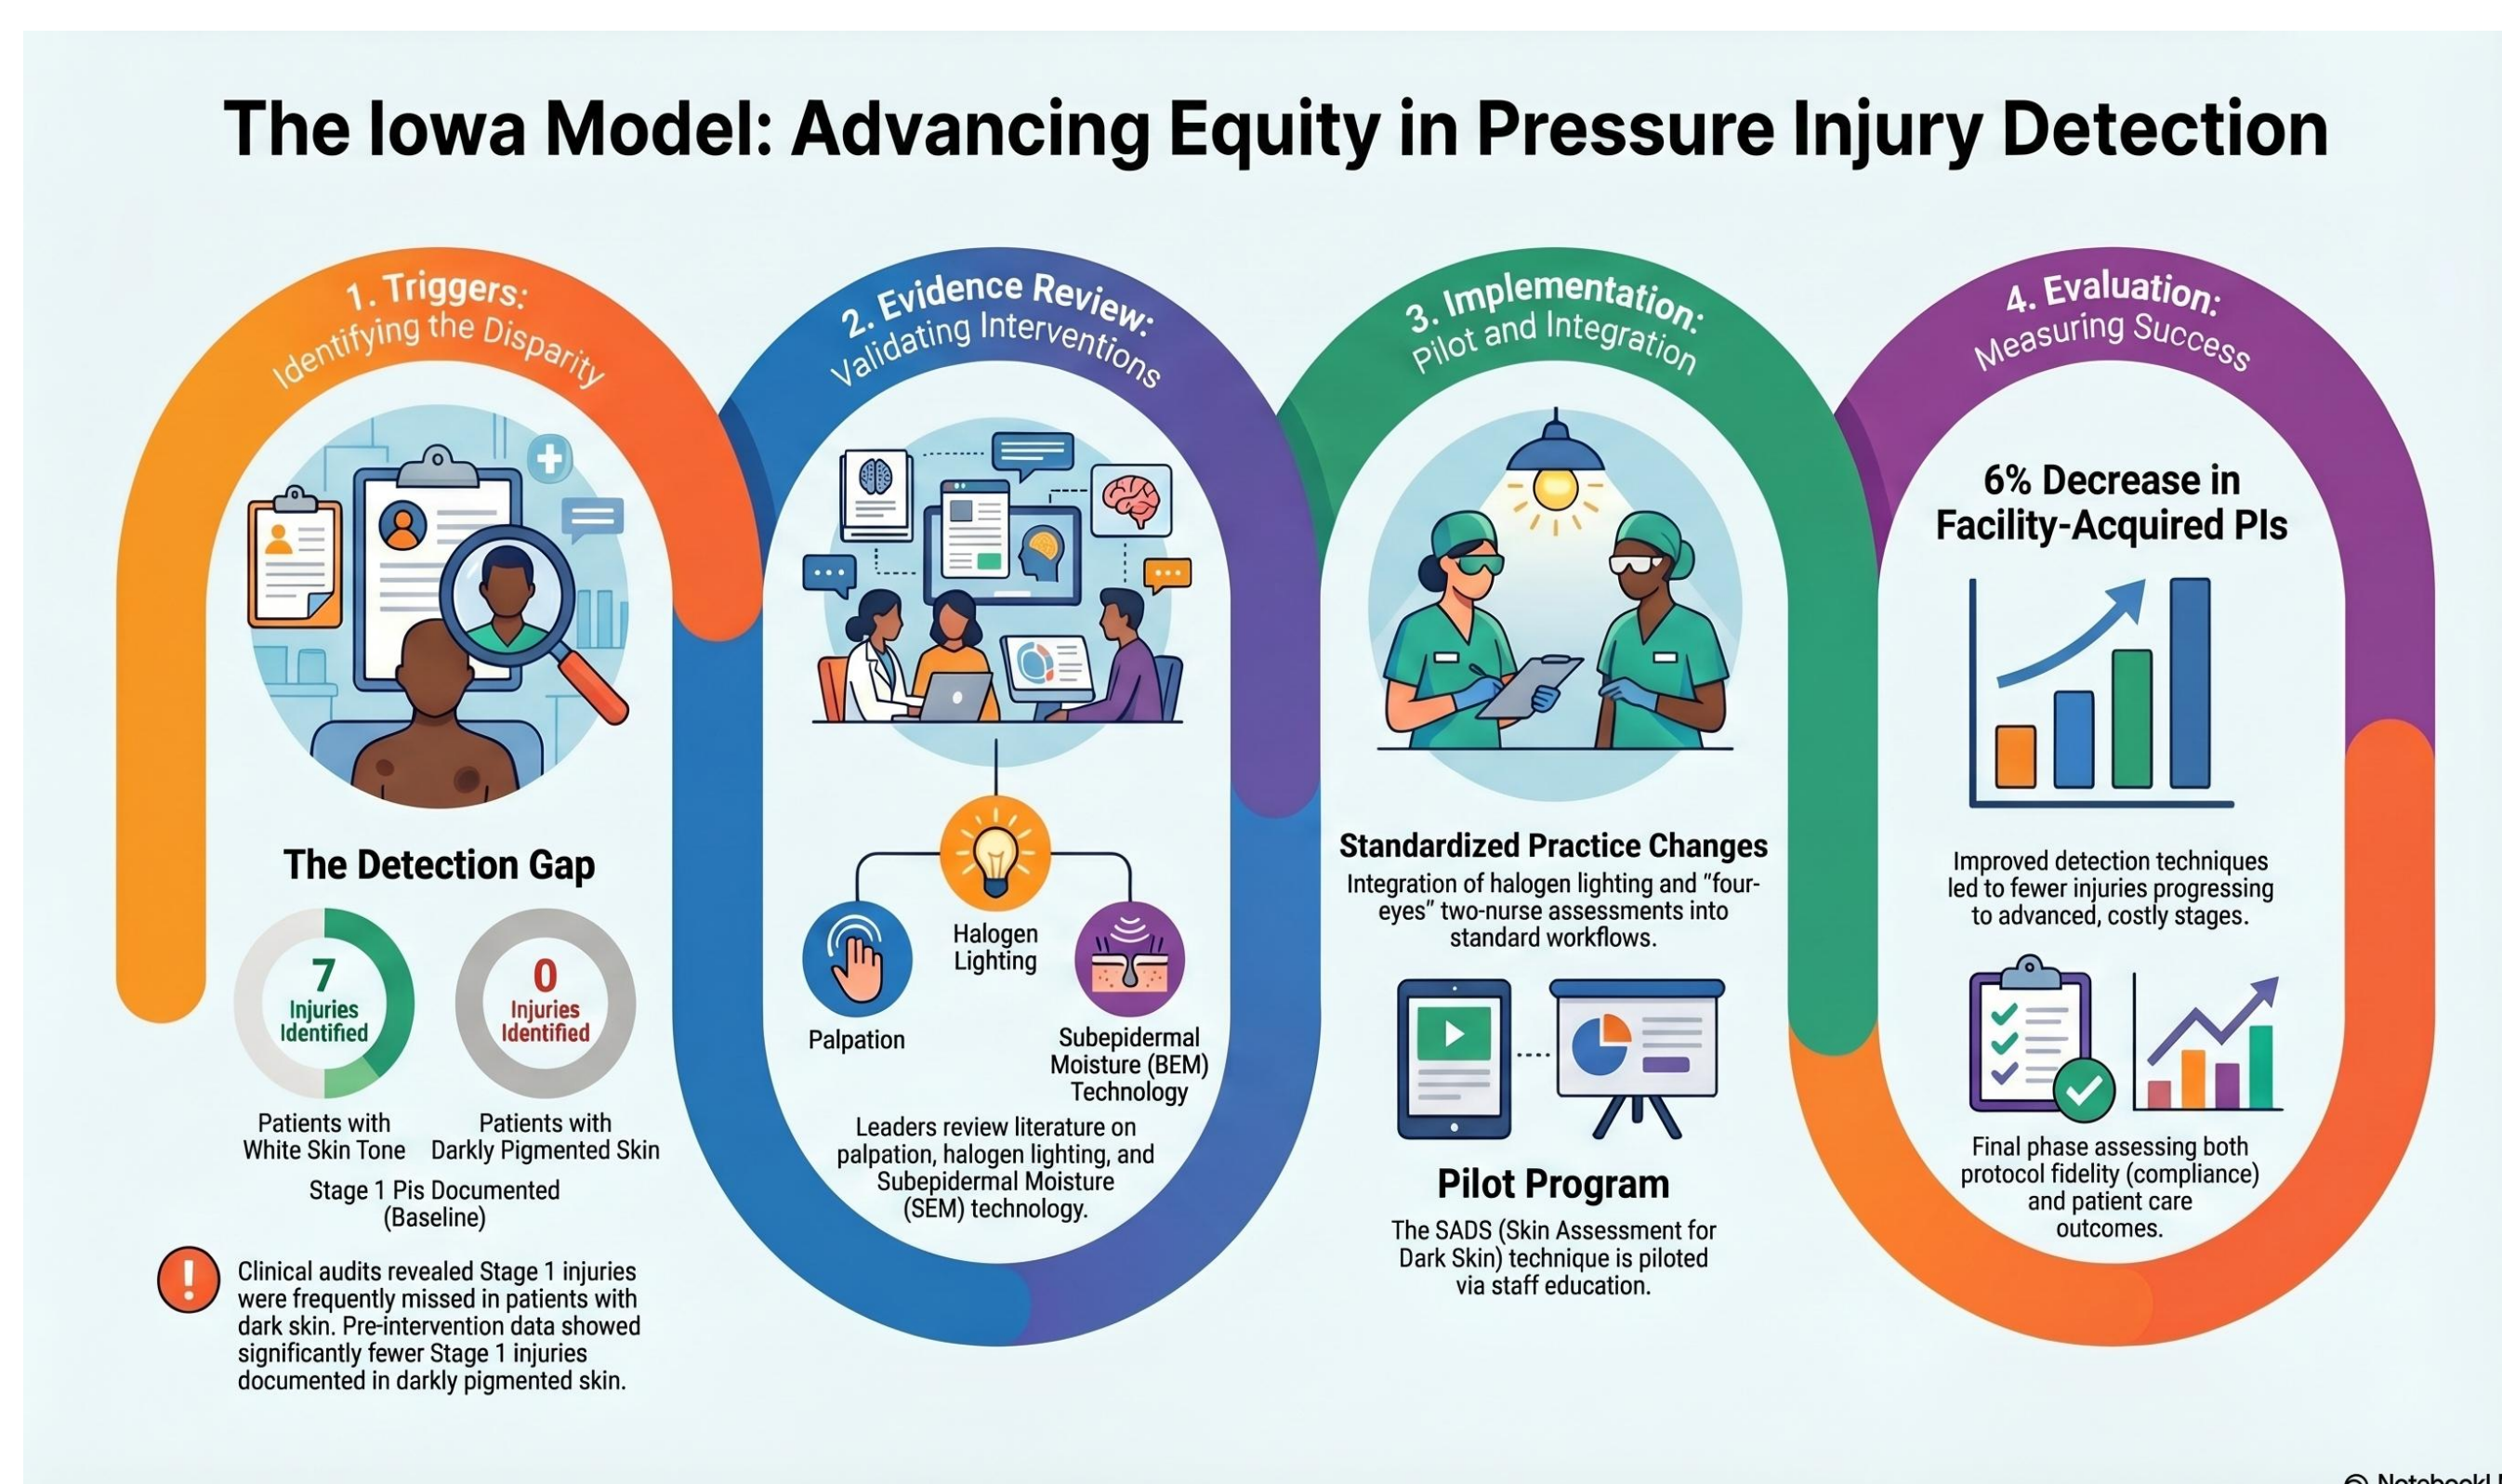 The Iowa Model: Advancing Equity in Pressure Injury Detection
1. Triggers:
Identifying the Disparity
The Detection Gap
7
Injuries
Identified
Patients with
White Skin Tone
0
Injuries
Identified
Patients with
Darkly Pigmented Skin
Stage 1 Pis Documented
(Baseline)
!
Clinical audits revealed Stage 1 injuries
were frequently missed in patients with
dark skin. Pre-intervention data showed
significantly fewer Stage 1 injuries
documented in darkly pigmented skin.
2. Evidence Review:
Validating Interventions
Palpation
Halogen
Lighting
Subepidermal
Moisture (BEM)
Technology
Leaders review literature on
palpation, halogen lighting, and
Subepidermal Moisture
(SEM) technology.
3. Implementation:
Pilot and Integration
Standardized Practice Changes
Integration of halogen lighting and "four-
eyes" two-nurse assessments into
standard workflows.
Pilot Program
The SADS (Skin Assessment for
Dark Skin) technique is piloted
via staff education.
4. Evaluation:
Measuring Success
6% Decrease in
Facility-Acquired PIs
Improved detection techniques
led to fewer injuries progressing
to advanced, costly stages.
Final phase assessing both
protocol fidelity (compliance)
and patient care
outcomes.